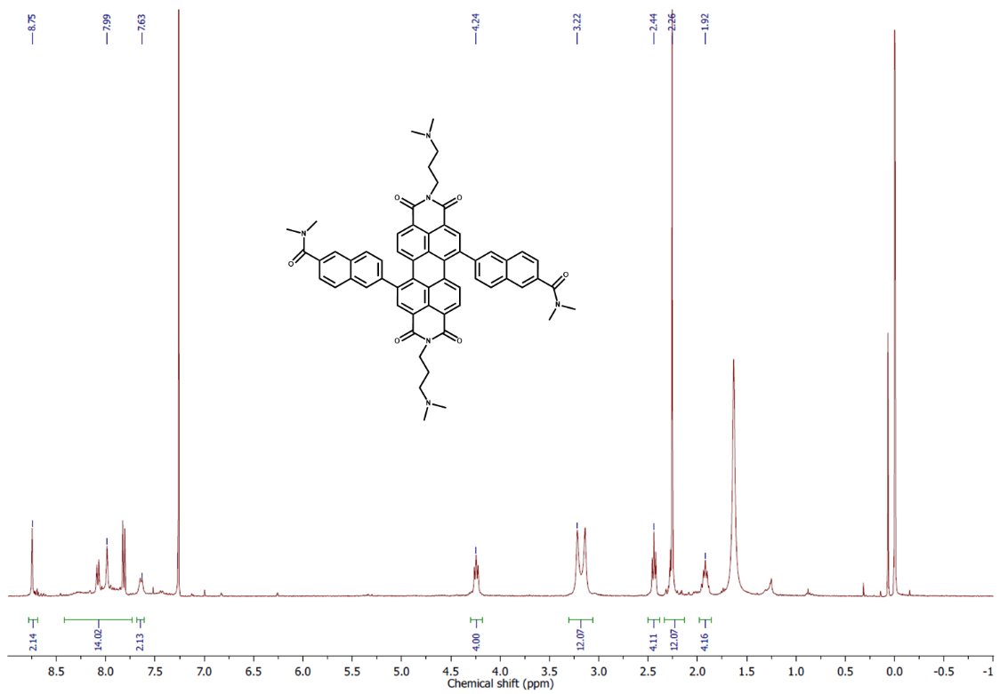 8.75 7.99 7.63 4.24 3.22 2.44 2.26 1.92
N
O N O
N
O
O
N
O N O
N
2.14 14.02 2.13 4.00 12.07 4.11 12.07 4.16
8.5 8.0 7.5 7.0 6.5 6.0 5.5 5.0 4.5 4.0 3.5 3.0 2.5 2.0 1.5 1.0 0.5 0.0 -0.5 -1
Chemical shift (ppm)